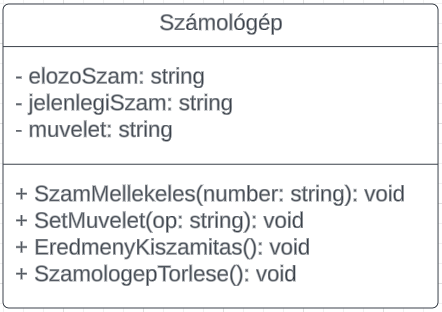 Számológép
- elozoSzam: string
- jelenlegiSzam: string
- muvelet: string
+ SzamMellekeles(number: string): void
+ SetMuvelet(op: string): void
+ EredmenyKiszamitas(): void
+ SzamologepTorlese(): void